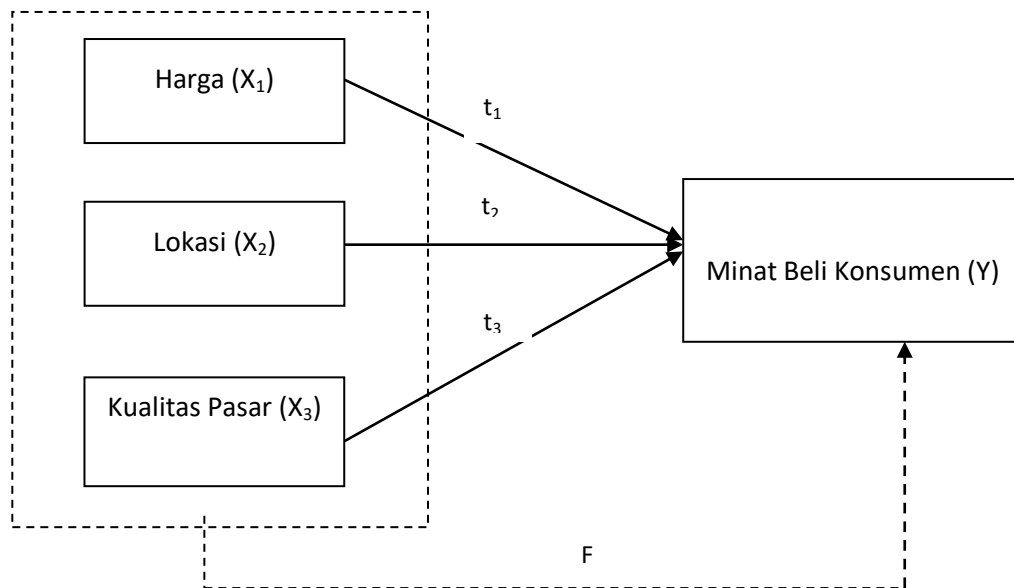 Harga (X₁)
t₁
Lokasi (X₂)
t₂
Minat Beli Konsumen (Y)
t₃
Kualitas Pasar (X₃)
F